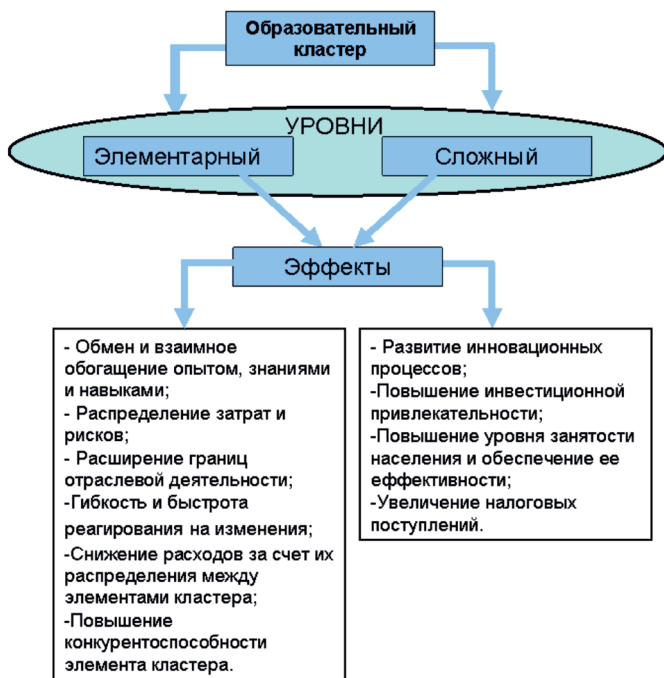 Образовательный
кластер
УРОВНИ
Элементарный
Сложный
Эффекты
- Обмен и взаимное
обогащение опытом, знаниями
и навыками;
- Распределение затрат и
рисков;
- Расширение границ
отраслевой деятельности;
-Гибкость и быстрота
реагирования на изменения;
-Снижение расходов за счет их
распределения между
элементами кластера;
-Повышение
конкурентоспособности
элемента кластера.
- Развитие инновационных
процессов;
-Повышение инвестиционной
привлекательности;
-Повышение уровня занятости
населения и обеспечение ее
еффективности;
-Увеличение налоговых
поступлений.